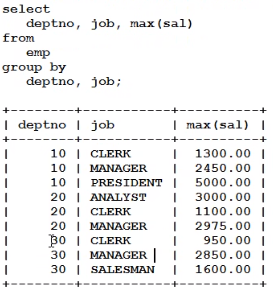 select
deptno, job, max(sal)
from
emp
group by
deptno, job;
+--------+-----------+----------+
| deptno | job | max(sal) |
+--------+-----------+----------+
| 10 | CLERK | 1300.00 |
| 10 | MANAGER | 2450.00 |
| 10 | PRESIDENT | 5000.00 |
| 20 | ANALYST | 3000.00 |
| 20 | CLERK | 1100.00 |
| 20 | MANAGER | 2975.00 |
| 30 | CLERK | 950.00 |
| 30 | MANAGER | 2850.00 |
| 30 | SALESMAN | 1600.00 |
+--------+-----------+----------+